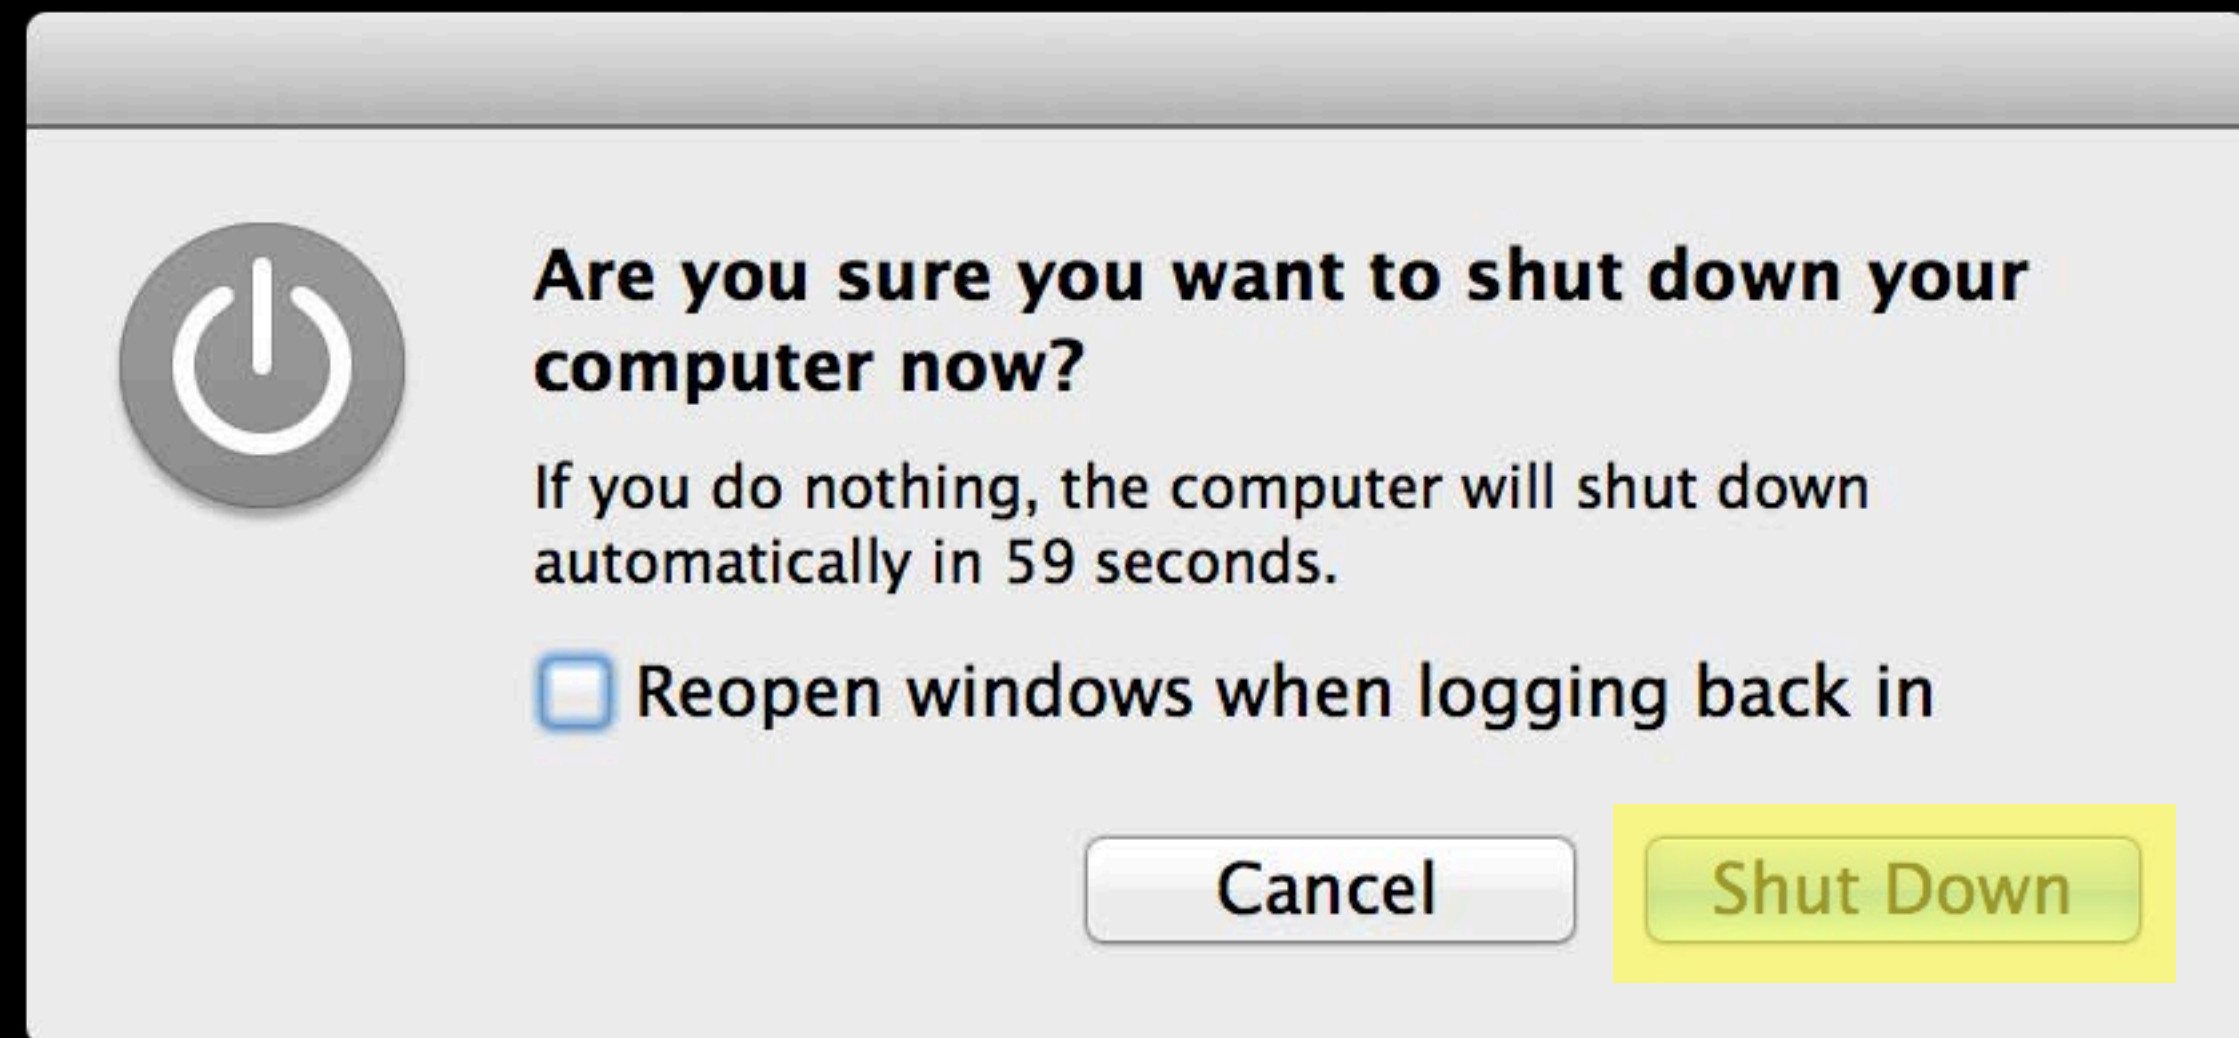 Are you sure you want to shut down your
computer now?
If you do nothing, the computer will shut down
automatically in 59 seconds.
Reopen windows when logging back in
Cancel
Shut Down